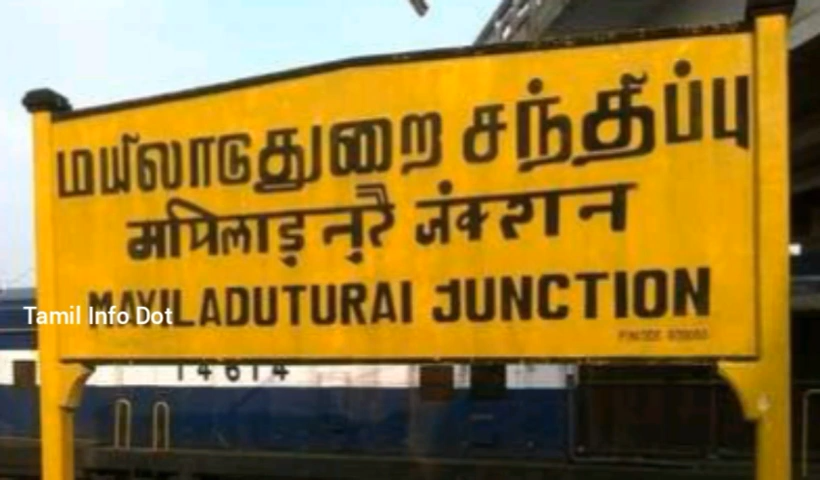 மயிலாடுதுறை சந்திப்பு
मयिलाडुतुरै जंक्शन
MAYILADUTURAI JUNCTION
Tamil Info Dot
14614